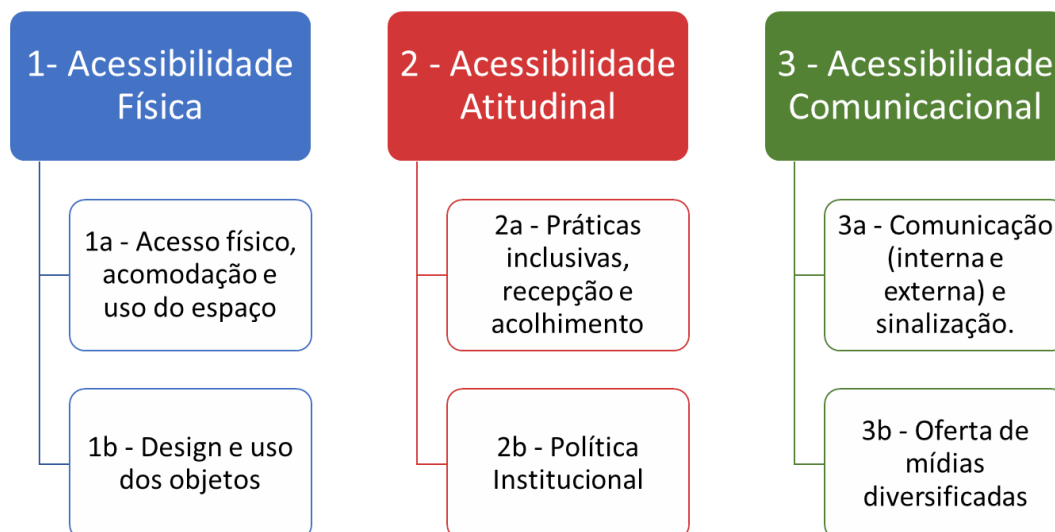 1- Acessibilidade
Física
1a - Acesso físico,
acomodação e
uso do espaço
1b - Design e uso
dos objetos
2 - Acessibilidade
Atitudinal
2a - Práticas
inclusivas,
recepção e
acolhimento
2b - Política
Institucional
3 - Acessibilidade
Comunicacional
3a - Comunicação
(interna e
externa) e
sinalização.
3b - Oferta de
mídias
diversificadas